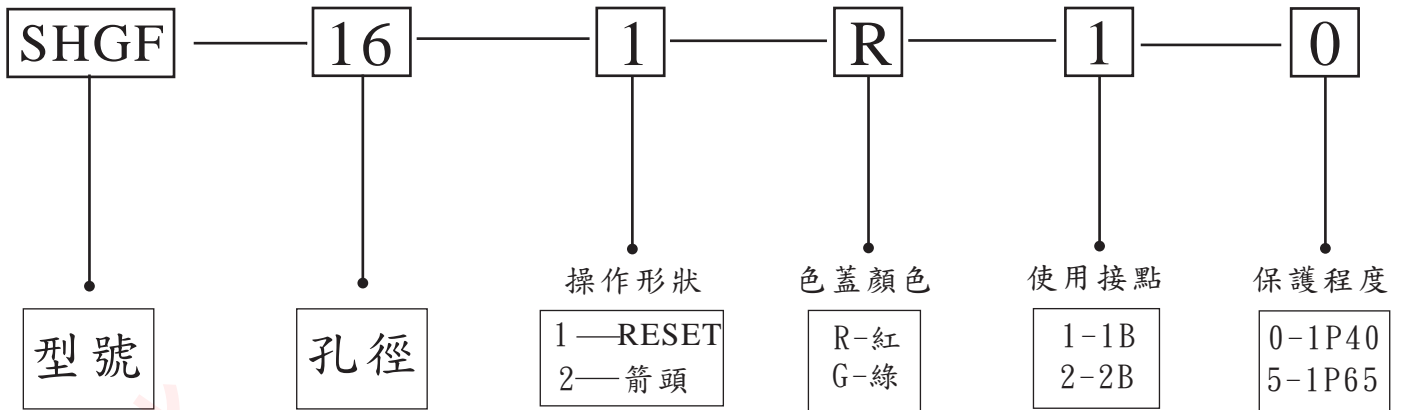 SHGF 16 1 R 1 0
操作形狀 色蓋顏色 使用接點 保護程度
型號 孔徑
1—RESET R-紅 1-1B 0-1P40
2—箭頭 G-綠 2-2B 5-1P65